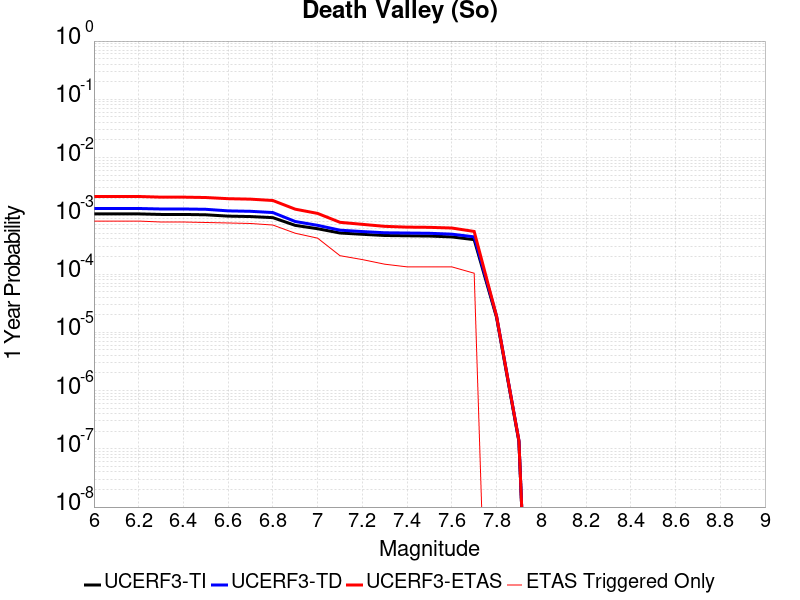 Death Valley (So)
10^0
10^-1
10^-2
10^-3
10^-4
10^-5
10^-6
10^-7
10^-8
1 Year Probability
6 6.2 6.4 6.6 6.8 7 7.2 7.4 7.6 7.8 8 8.2 8.4 8.6 8.8 9
Magnitude
UCERF3-TI UCERF3-TD UCERF3-ETAS ETAS Triggered Only